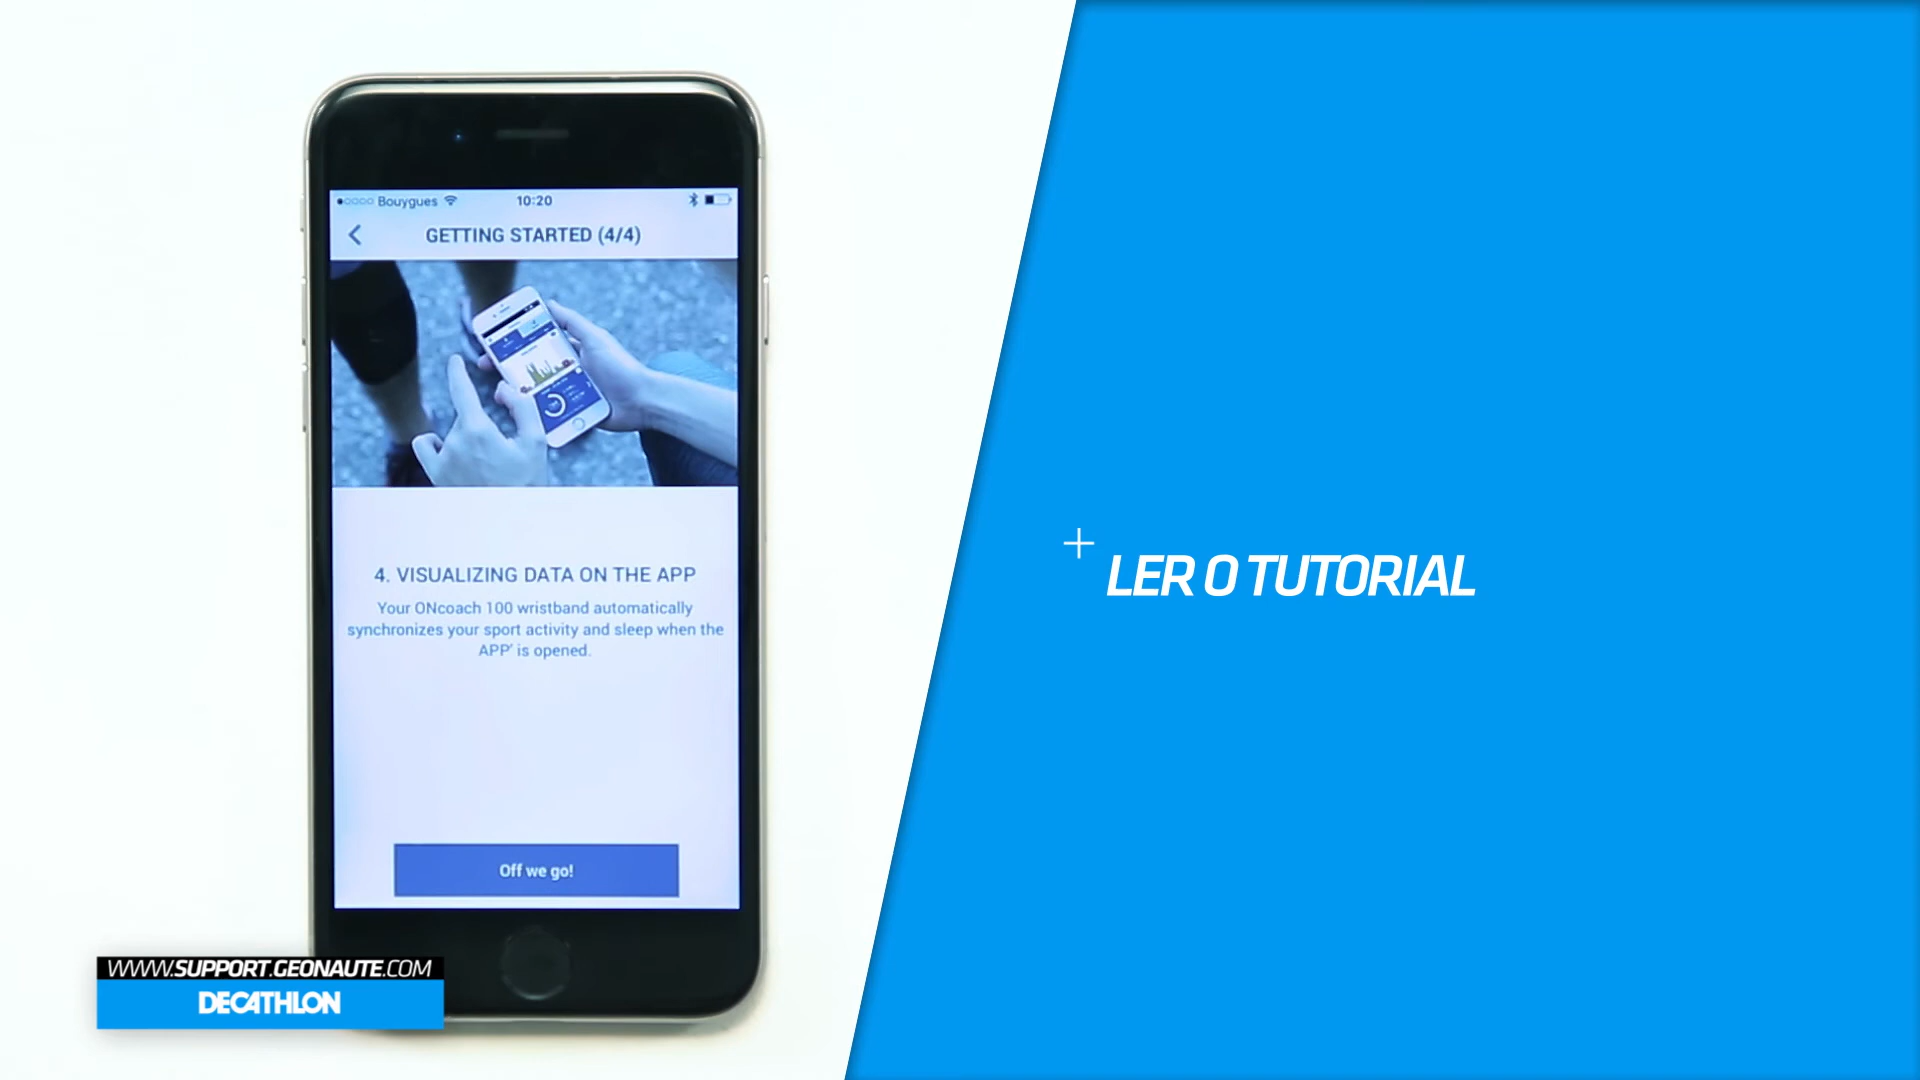 Bouygues 10:20
GETTING STARTED (4/4)
4. VISUALIZING DATA ON THE APP
Your ONcoach 100 wristband automatically
synchronizes your sport activity and sleep when the
APP' is opened.
Off we go!
LER O TUTORIAL
WWW.SUPPORT.GEONAUTE.COM
DECATHLON